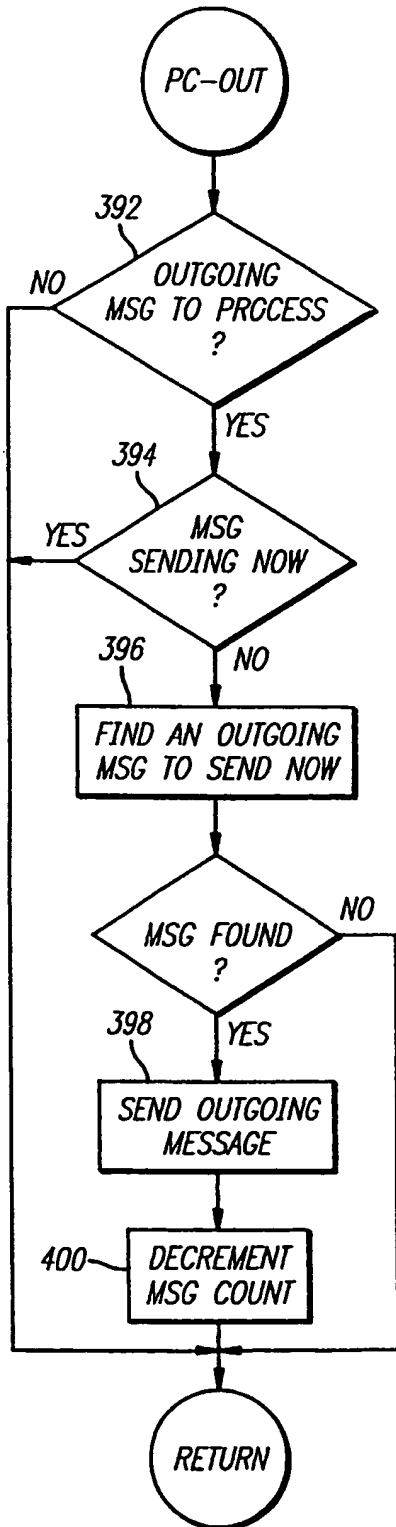 PC-OUT
392
OUTGOING
MSG TO PROCESS
?
NO
YES
394
MSG
SENDING NOW
?
YES
NO
396
FIND AN OUTGOING
MSG TO SEND NOW
MSG FOUND
?
NO
YES
398
SEND OUTGOING
MESSAGE
400
DECREMENT
MSG COUNT
RETURN